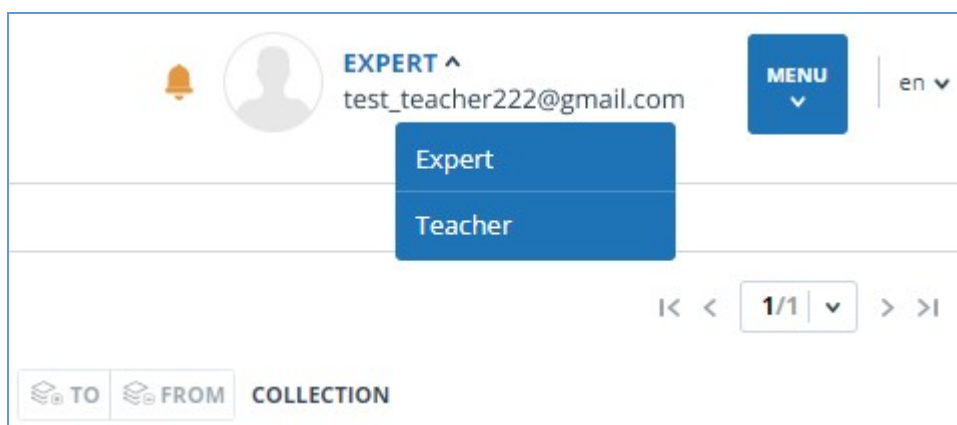 EXPERT
test_teacher222@gmail.com
MENU
en
Expert
Teacher
1/1
TO FROM COLLECTION